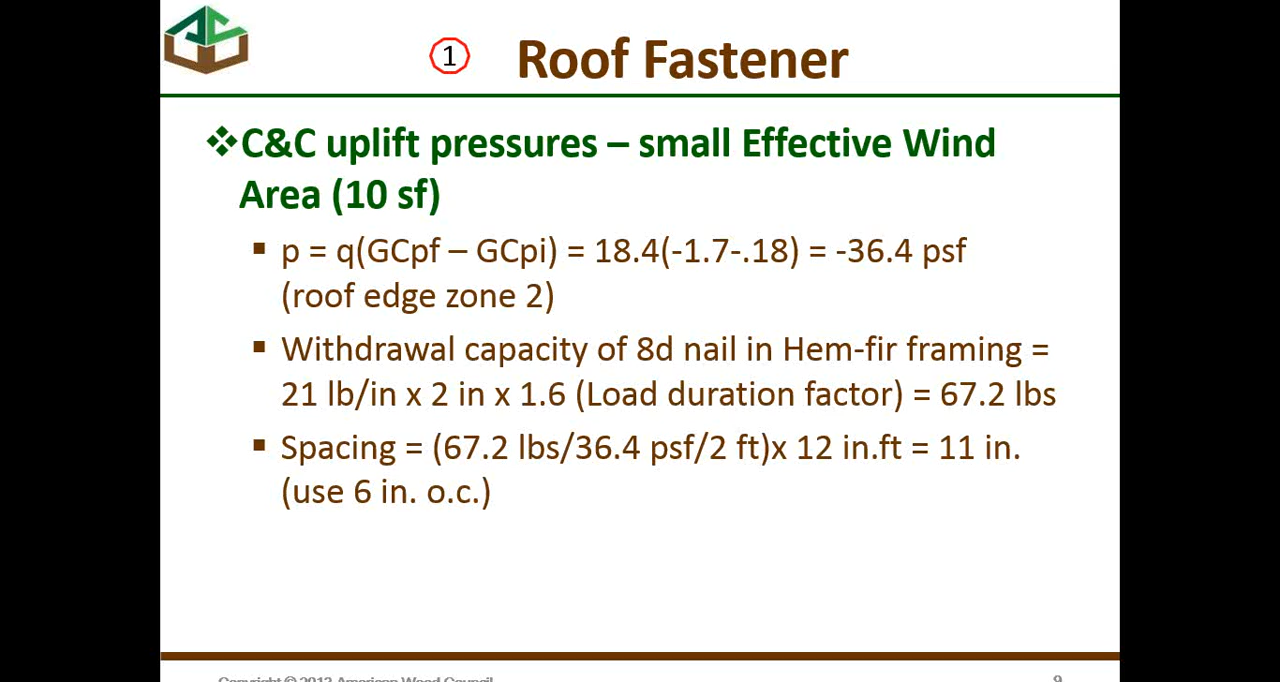 1 Roof Fastener
❖C&C uplift pressures – small Effective Wind
Area (10 sf)
▪ p = q(GCpf – GCpi) = 18.4(-1.7-.18) = -36.4 psf
(roof edge zone 2)
▪ Withdrawal capacity of 8d nail in Hem-fir framing =
21 lb/in x 2 in x 1.6 (Load duration factor) = 67.2 lbs
▪ Spacing = (67.2 lbs/36.4 psf/2 ft)x 12 in.ft = 11 in.
(use 6 in. o.c.)
Copyright © 2013 American Wood Council
9